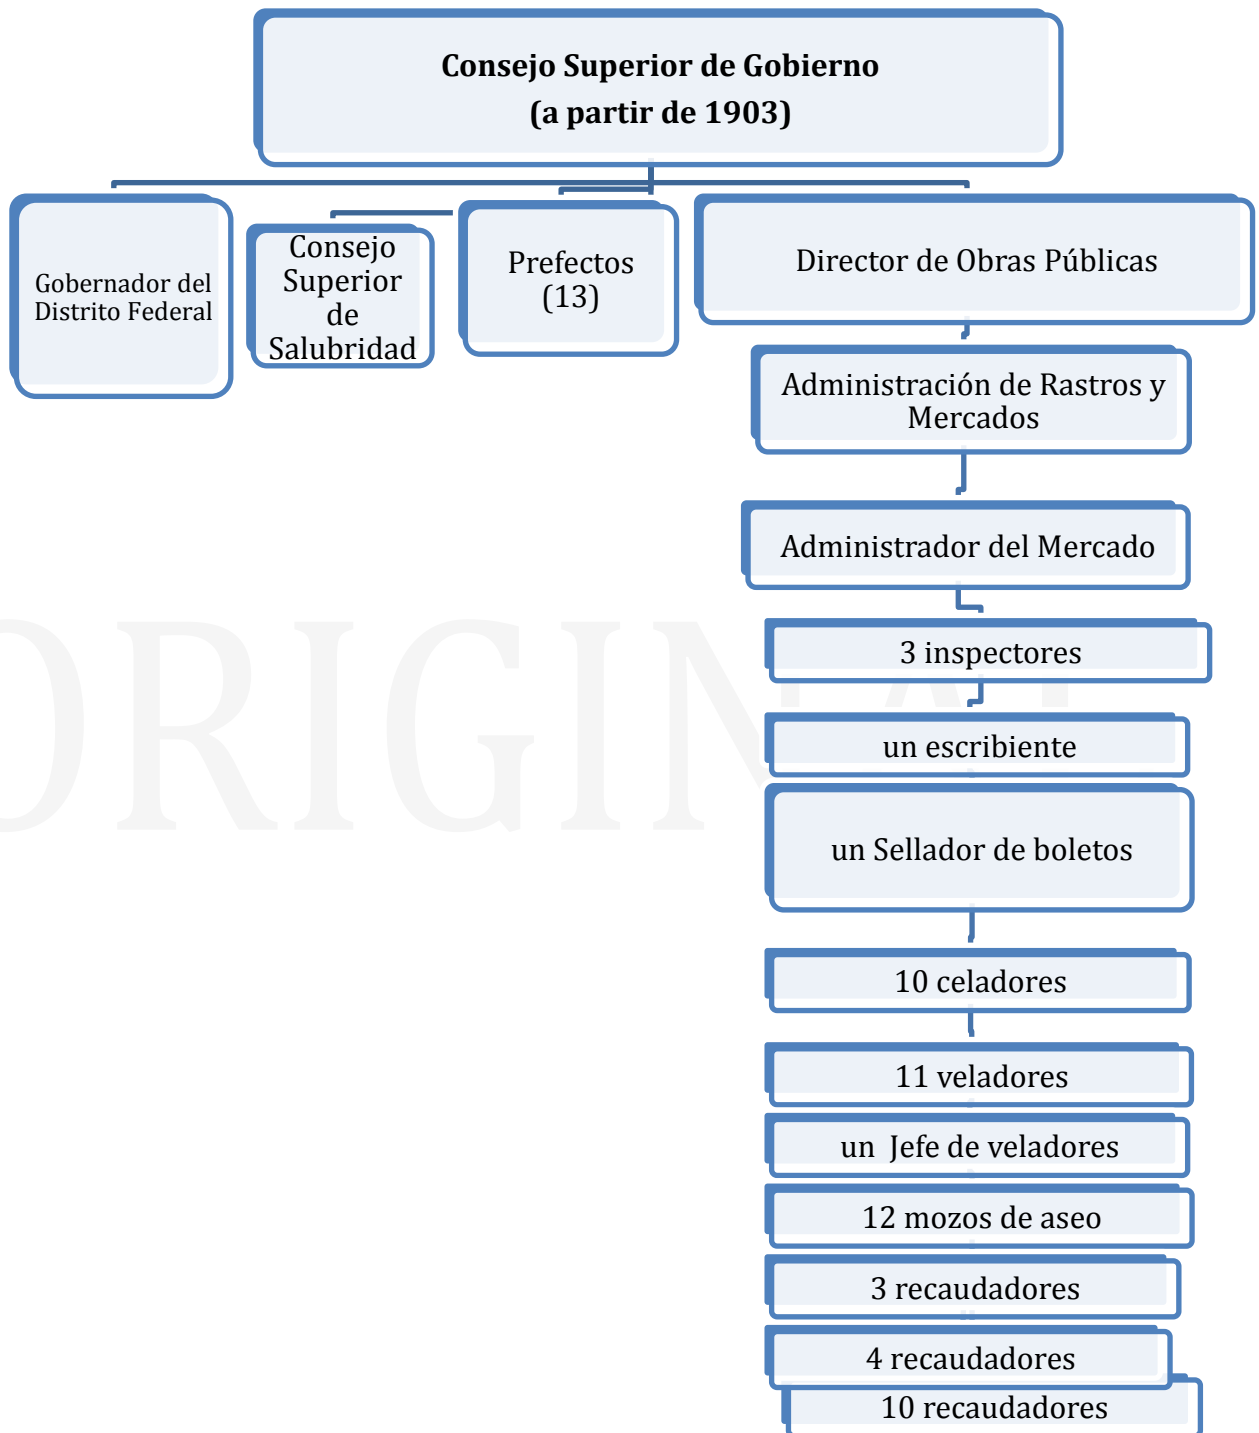 Consejo Superior de Gobierno
(a partir de 1903)
Gobernador del
Distrito Federal
Consejo
Superior
de
Salubridad
Prefectos
(13)
Director de Obras Públicas
Administración de Rastros y
Mercados
Administrador del Mercado
3 inspectores
un escribiente
un Sellador de boletos
10 celadores
11 veladores
un  Jefe de veladores
12 mozos de aseo
3 recaudadores
4 recaudadores
10 recaudadores
ORIGINAL